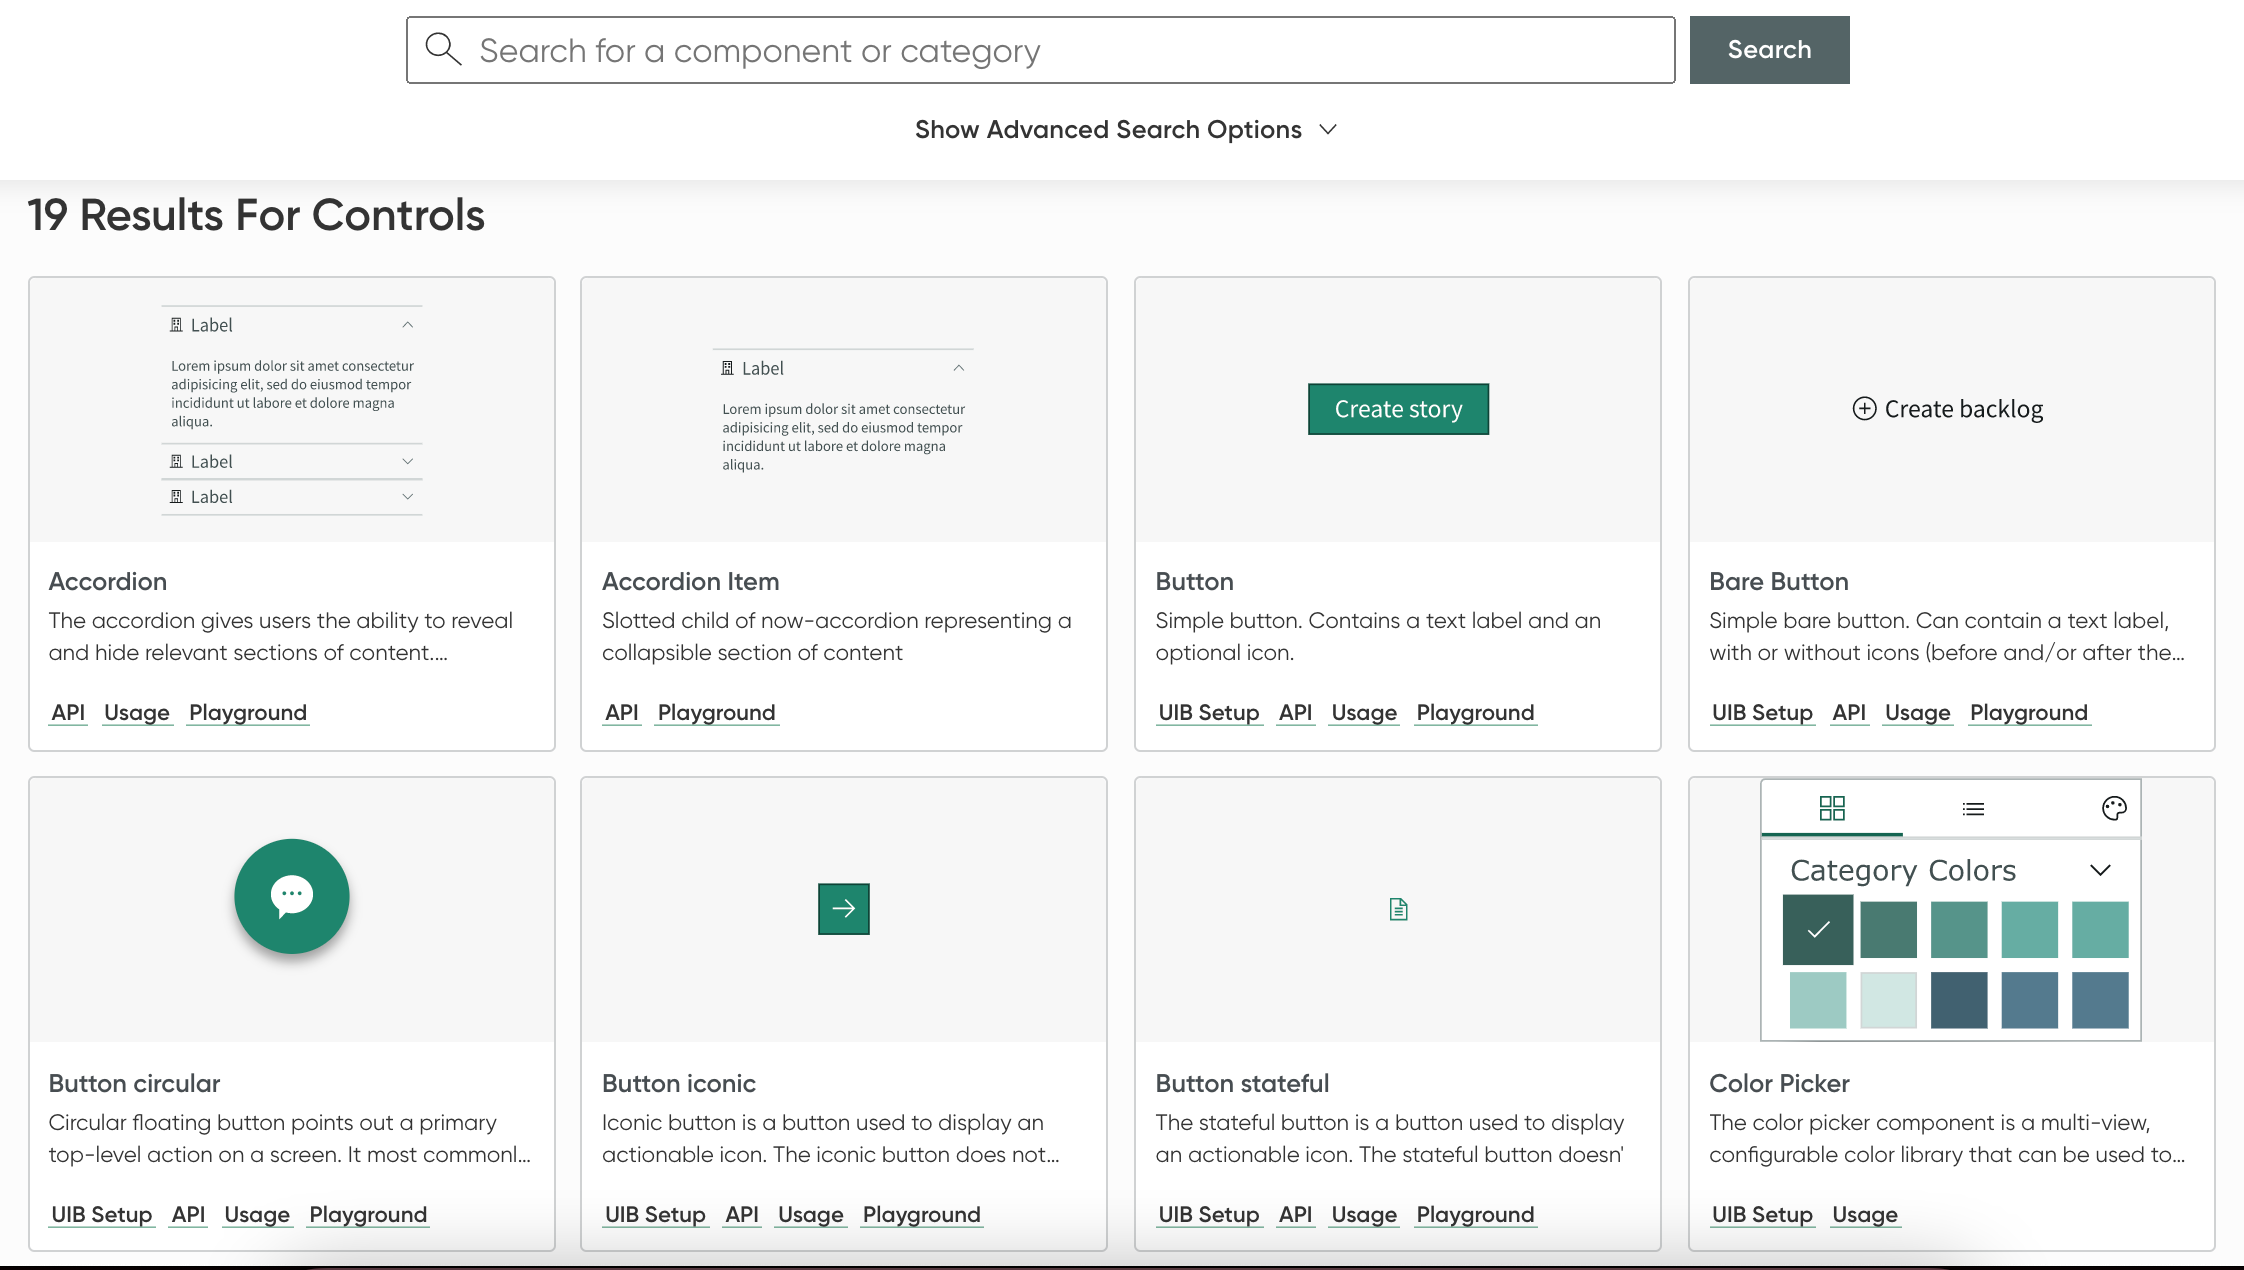 Search for a component or category
Search
Show Advanced Search Options
19 Results For Controls
Label
Lorem ipsum dolor sit amet consectetur
adipisicing elit, sed do eiusmod tempor
incididunt ut labore et dolore magna
aliqua.
Label
Label
Accordion
The accordion gives users the ability to reveal
and hide relevant sections of content....
API Usage Playground
Label
Lorem ipsum dolor sit amet consectetur
adipisicing elit, sed do eiusmod tempor
incididunt ut labore et dolore magna
aliqua.
Accordion Item
Slotted child of now-accordion representing a
collapsible section of content
API Playground
Create story
Button
Simple button. Contains a text label and an
optional icon.
UIB Setup API Usage Playground
Create backlog
Bare Button
Simple bare button. Can contain a text label,
with or without icons (before and/or after the...
UIB Setup API Usage Playground
Button circular
Circular floating button points out a primary
top-level action on a screen. It most commonl...
UIB Setup API Usage Playground
Button iconic
Iconic button is a button used to display an
actionable icon. The iconic button does not...
UIB Setup API Usage Playground
Button stateful
The stateful button is a button used to display
an actionable icon. The stateful button doesn'
UIB Setup API Usage Playground
Category Colors
Color Picker
The color picker component is a multi-view,
configurable color library that can be used to...
UIB Setup Usage